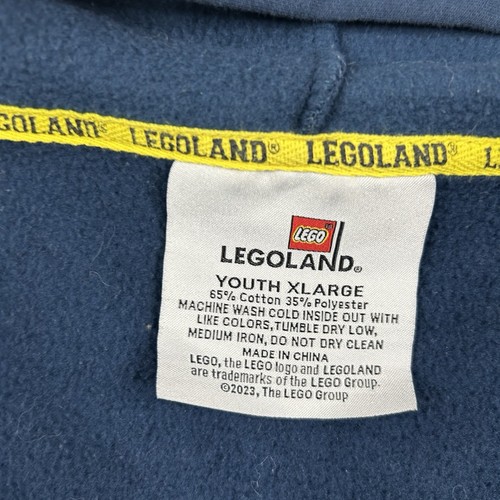 GOLAND® LEGOLAND® LEGOLAND® L
LEGO
LEGOLAND®
YOUTH XLARGE
65% Cotton 35% Polyester
MACHINE WASH COLD INSIDE OUT WITH
LIKE COLORS,TUMBLE DRY LOW,
MEDIUM IRON, DO NOT DRY CLEAN
MADE IN CHINA
LEGO, the LEGO logo and LEGOLAND
are trademarks of the LEGO Group.
©2023, The LEGO Group